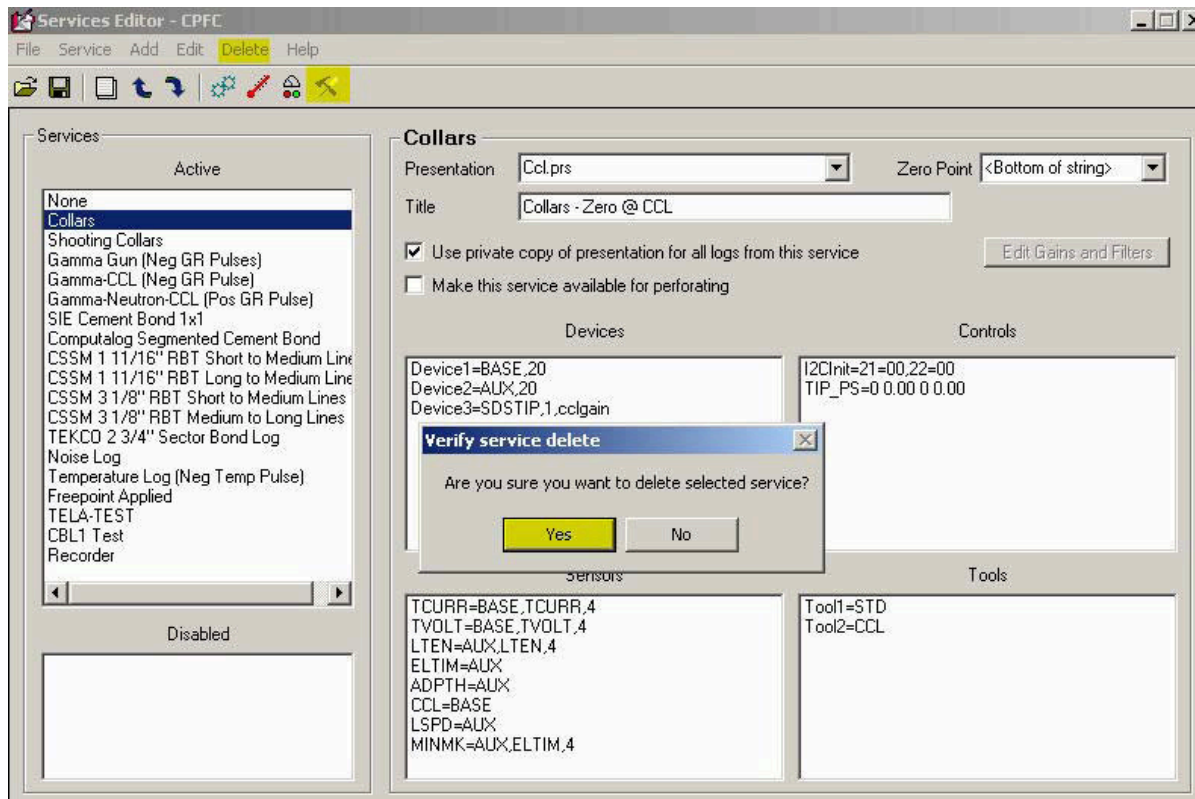 Services Editor - CPFC
File Service Add Edit Delete Help
Services
Active
None
Collars
Shooting Collars
Gamma Gun (Neg GR Pulses)
Gamma-CCL (Neg GR Pulse)
Gamma-Neutron-CCL (Pos GR Pulse)
SIE Cement Bond 1x1
Computalog Segmented Cement Bond
CSSM 1 11/16" RBT Short to Medium Line
CSSM 1 11/16" RBT Long to Medium Line
CSSM 3 1/8" RBT Short to Medium Lines
CSSM 3 1/8" RBT Medium to Long Lines
TEKCO 2 3/4" Sector Bond Log
Noise Log
Temperature Log (Neg Temp Pulse)
Freepoint Applied
TELA-TEST
CBL1 Test
Recorder
Disabled
Collars
Presentation Ccl.prs Zero Point <Bottom of string>
Title Collars - Zero @ CCL
Use private copy of presentation for all logs from this service
Edit Gains and Filters
Make this service available for perforating
Devices
Device1=BASE,20
Device2=AUX,20
Device3=SDSTIP,1,cclgain
Controls
I2CInit=21=00,22=00
TIP_PS=0 0.00 0 0.00
Verify service delete
Are you sure you want to delete selected service?
Yes No
Sensors
TCURR=BASE,TCURR,4
TVOLT=BASE,TVOLT,4
LTEN=AUX,LTEN,4
ELTIM=AUX
ADPTH=AUX
CCL=BASE
LSPD=AUX
MINMK=AUX,ELTIM,4
Tools
Tool1=STD
Tool2=CCL